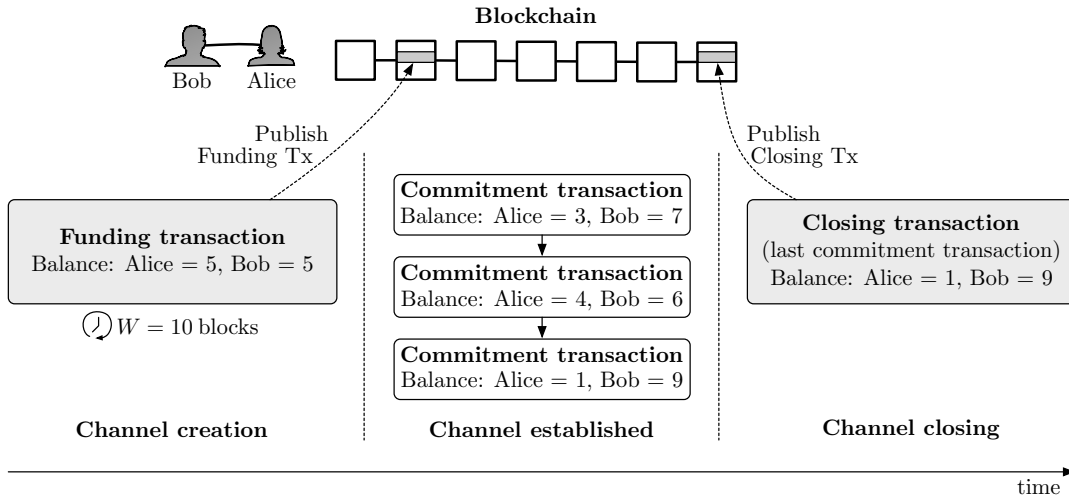 Blockchain
Bob
Alice
Publish
Funding Tx
Publish
Closing Tx
Funding transaction
Balance: Alice = 5, Bob = 5
W = 10 blocks
Commitment transaction
Balance: Alice = 3, Bob = 7
Commitment transaction
Balance: Alice = 4, Bob = 6
Commitment transaction
Balance: Alice = 1, Bob = 9
Closing transaction
(last commitment transaction)
Balance: Alice = 1, Bob = 9
Channel creation
Channel established
Channel closing
time